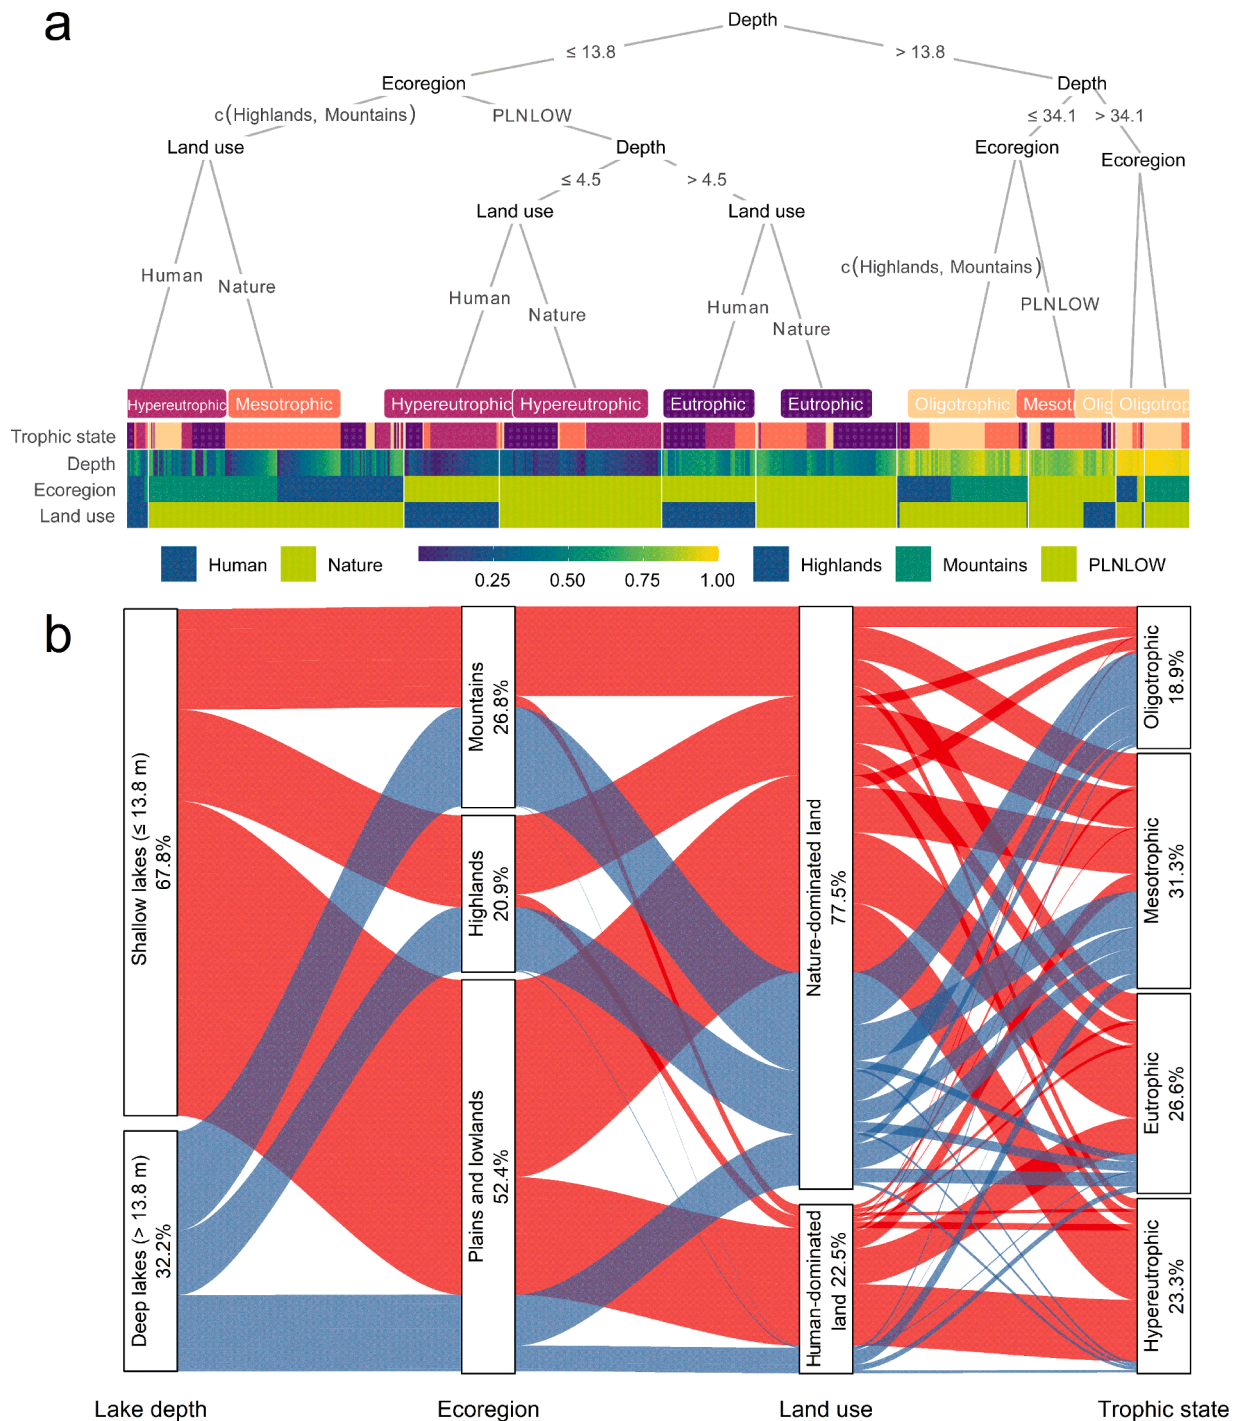 a
Depth
≤ 13.8
> 13.8
Ecoregion
Depth
c(Highlands, Mountains)
PLNLOW
≤ 34.1
> 34.1
Land use
Depth
Ecoregion
Ecoregion
≤ 4.5
> 4.5
Land use
Land use
Human
Nature
c(Highlands, Mountains)
Human
Nature
Human
Nature
PLNLOW
Hypereutrophic
Mesotrophic
Hypereutrophic
Hypereutrophic
Eutrophic
Eutrophic
Oligotrophic
Mesotr
Olig
Oligotrop
Trophic state
Depth
Ecoregion
Land use
Human
Nature
0.25 0.50 0.75 1.00
Highlands
Mountains
PLNLOW
b
Shallow lakes (≤ 13.8 m)
67.8%
Deep lakes (> 13.8 m)
32.2%
Mountains
26.8%
Highlands
20.9%
Plains and lowlands
52.4%
Nature-dominated land
77.5%
Human-dominated
land 22.5%
Oligotrophic
18.9%
Mesotrophic
31.3%
Eutrophic
26.6%
Hypereutrophic
23.3%
Lake depth
Ecoregion
Land use
Trophic state